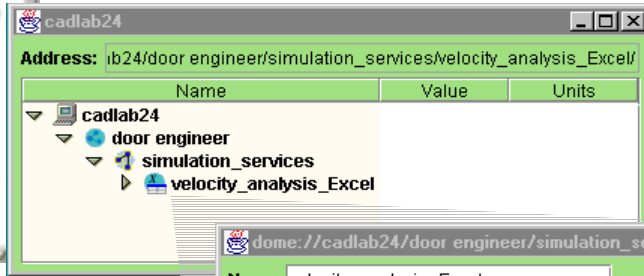 cadlab24
Address: ıb24/door engineer/simulation_services/velocity_analysis_Excel/
Name Value Units
cadlab24
door engineer
simulation_services
velocity_analysis_Excel
dome://cadlab24/door engineer/simulation_se